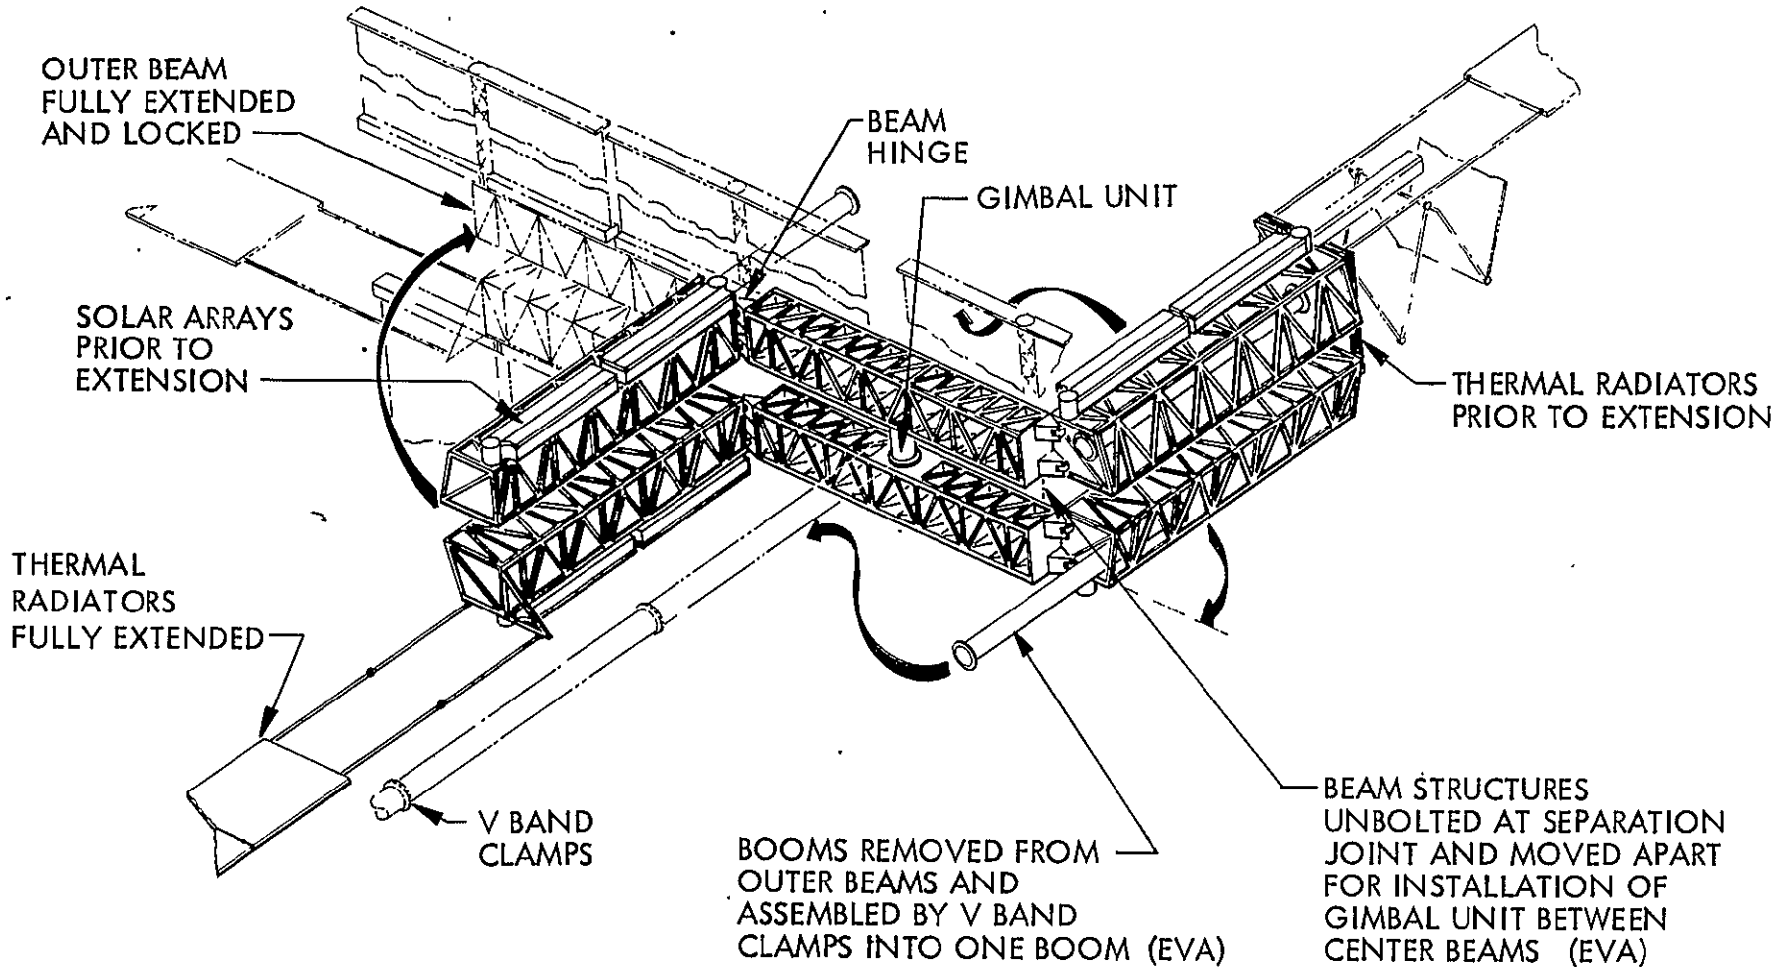 OUTER BEAM
FULLY EXTENDED
AND LOCKED
BEAM
HINGE
GIMBAL UNIT
SOLAR ARRAYS
PRIOR TO
EXTENSION
THERMAL RADIATORS
PRIOR TO EXTENSION
THERMAL
RADIATORS
FULLY EXTENDED
V BAND
CLAMPS
BOOMS REMOVED FROM
OUTER BEAMS AND
ASSEMBLED BY V BAND
CLAMPS INTO ONE BOOM (EVA)
BEAM STRUCTURES
UNBOLTED AT SEPARATION
JOINT AND MOVED APART
FOR INSTALLATION OF
GIMBAL UNIT BETWEEN
CENTER BEAMS (EVA)